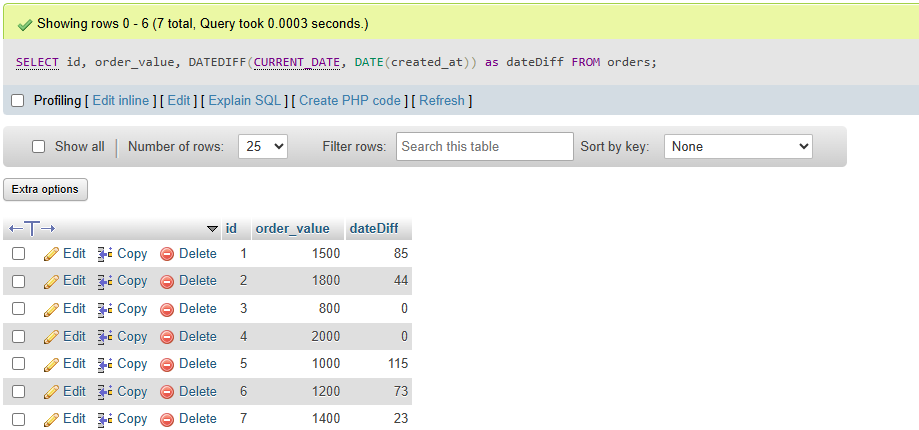 Showing rows 0 - 6 (7 total, Query took 0.0003 seconds.)
SELECT id, order_value, DATEDIFF(CURRENT_DATE, DATE(created_at)) as dateDiff FROM orders;
Profiling [ Edit inline ] [ Edit ] [ Explain SQL ] [ Create PHP code ] [ Refresh ]
Show all Number of rows: 25 Filter rows: Search this table Sort by key: None
Extra options
id order_value dateDiff
Edit Copy Delete 1 1500 85
Edit Copy Delete 2 1800 44
Edit Copy Delete 3 800 0
Edit Copy Delete 4 2000 0
Edit Copy Delete 5 1000 115
Edit Copy Delete 6 1200 73
Edit Copy Delete 7 1400 23